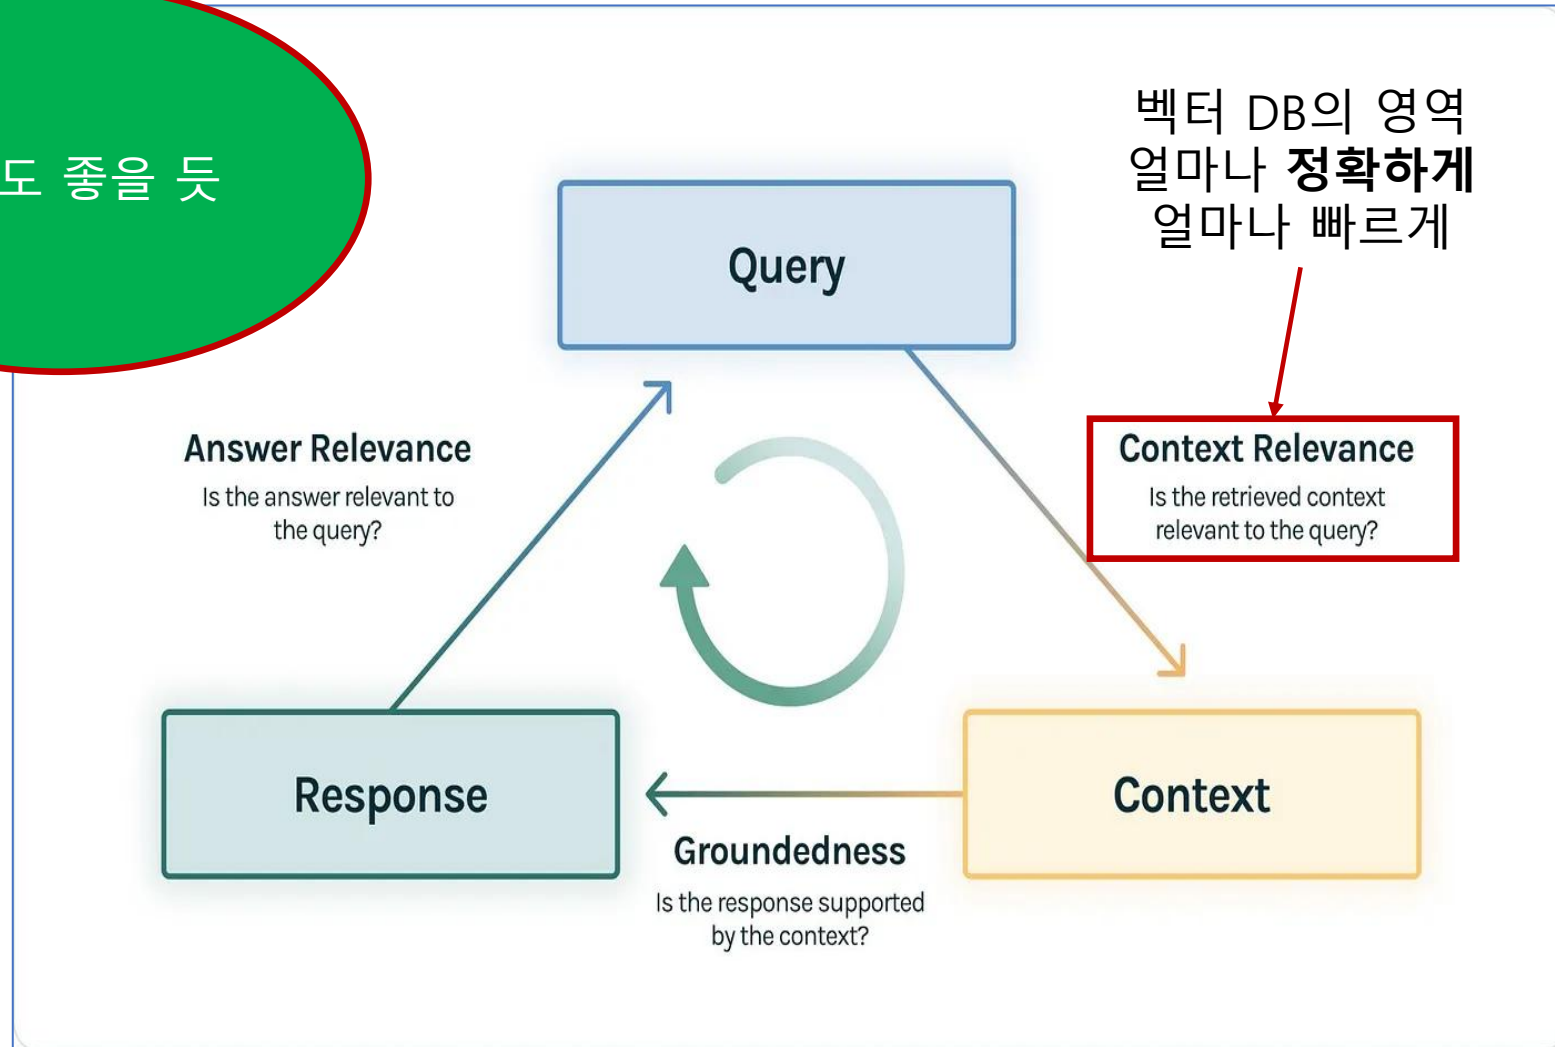 도 좋을 듯
벡터 DB의 영역
얼마나 정확하게
얼마나 빠르게
Query
Answer Relevance
Is the answer relevant to
the query?
Context Relevance
Is the retrieved context
relevant to the query?
Response
Context
Groundedness
Is the response supported
by the context?